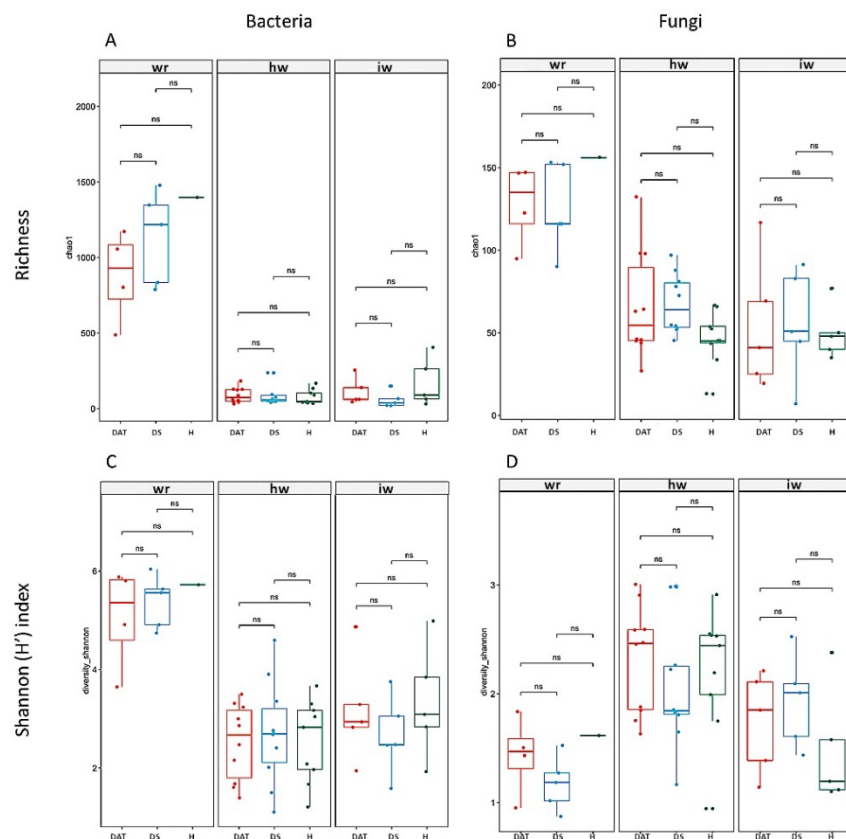 Bacteria
Fungi
Richness
Shannon (H′) index
A
wr
hw
iw
2000
1500
1000
500
0
chao1
ns
ns
ns
ns
ns
ns
ns
ns
ns
DAT DS H
DAT DS H
DAT DS H
B
wr
hw
iw
200
150
100
50
0
chao1
ns
ns
ns
ns
ns
ns
ns
ns
ns
DAT DS H
DAT DS H
DAT DS H
C
wr
hw
iw
6
4
2
diversity_shannon
ns
ns
ns
ns
ns
ns
ns
ns
ns
DAT DS H
DAT DS H
DAT DS H
D
wr
hw
iw
3
2
1
diversity_shannon
ns
ns
ns
ns
ns
ns
ns
ns
ns
DAT DS H
DAT DS H
DAT DS H